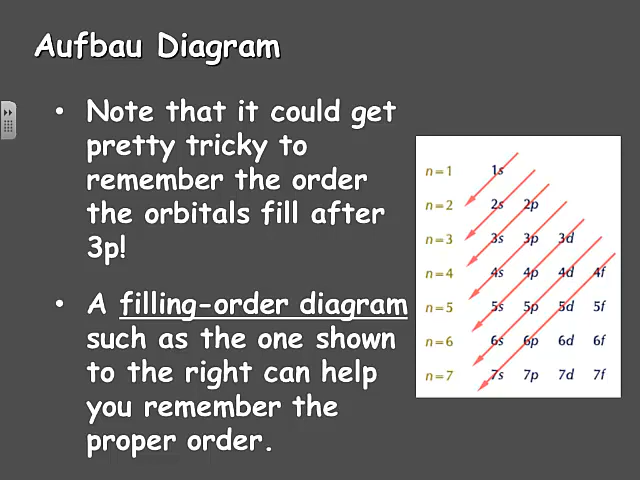 Aufbau Diagram
• Note that it could get
pretty tricky to
remember the order
the orbitals fill after
3p!
• A filling-order diagram
such as the one shown
to the right can help
you remember the
proper order.
n=1 1s
n=2 2s 2p
n=3 3s 3p 3d
n=4 4s 4p 4d 4f
n=5 5s 5p 5d 5f
n=6 6s 6p 6d 6f
n=7 7s 7p 7d 7f